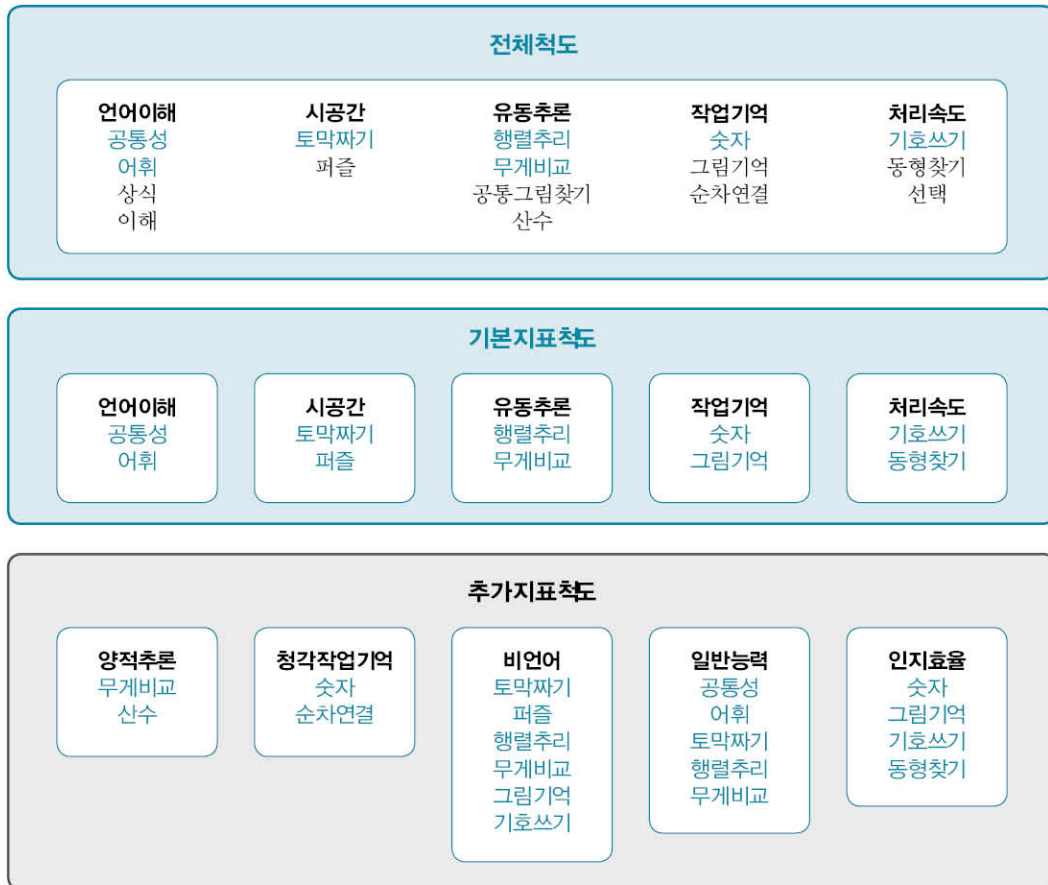 전체척도
언어이해
공통성
어휘
상식
이해
시공간
토막짜기
퍼즐
유동추론
행렬추리
무게비교
공통그림찾기
산수
작업기억
숫자
그림기억
순차연결
처리속도
기호쓰기
동형찾기
선택
기본지표척도
언어이해
공통성
어휘
시공간
토막짜기
퍼즐
유동추론
행렬추리
무게비교
작업기억
숫자
그림기억
처리속도
기호쓰기
동형찾기
추가지표척도
양적추론
무게비교
산수
청각작업기억
숫자
순차연결
비언어
토막짜기
퍼즐
행렬추리
무게비교
그림기억
기호쓰기
일반능력
공통성
어휘
토막짜기
행렬추리
무게비교
인지효율
숫자
그림기억
기호쓰기
동형찾기